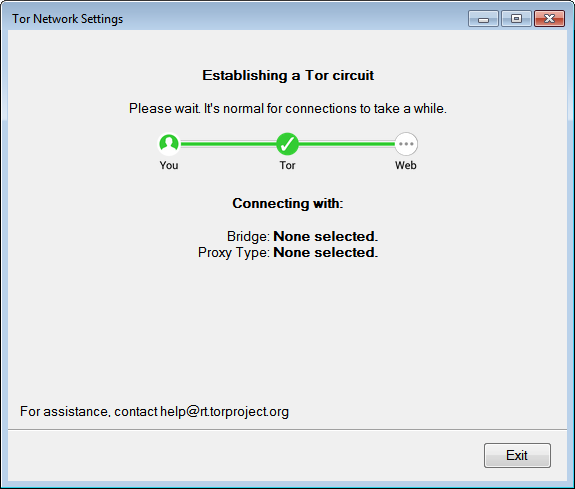 Tor Network Settings
Establishing a Tor circuit
Please wait. It's normal for connections to take a while.
You Tor Web
Connecting with:
Bridge: None selected.
Proxy Type: None selected.
For assistance, contact help@rt.torproject.org
Exit